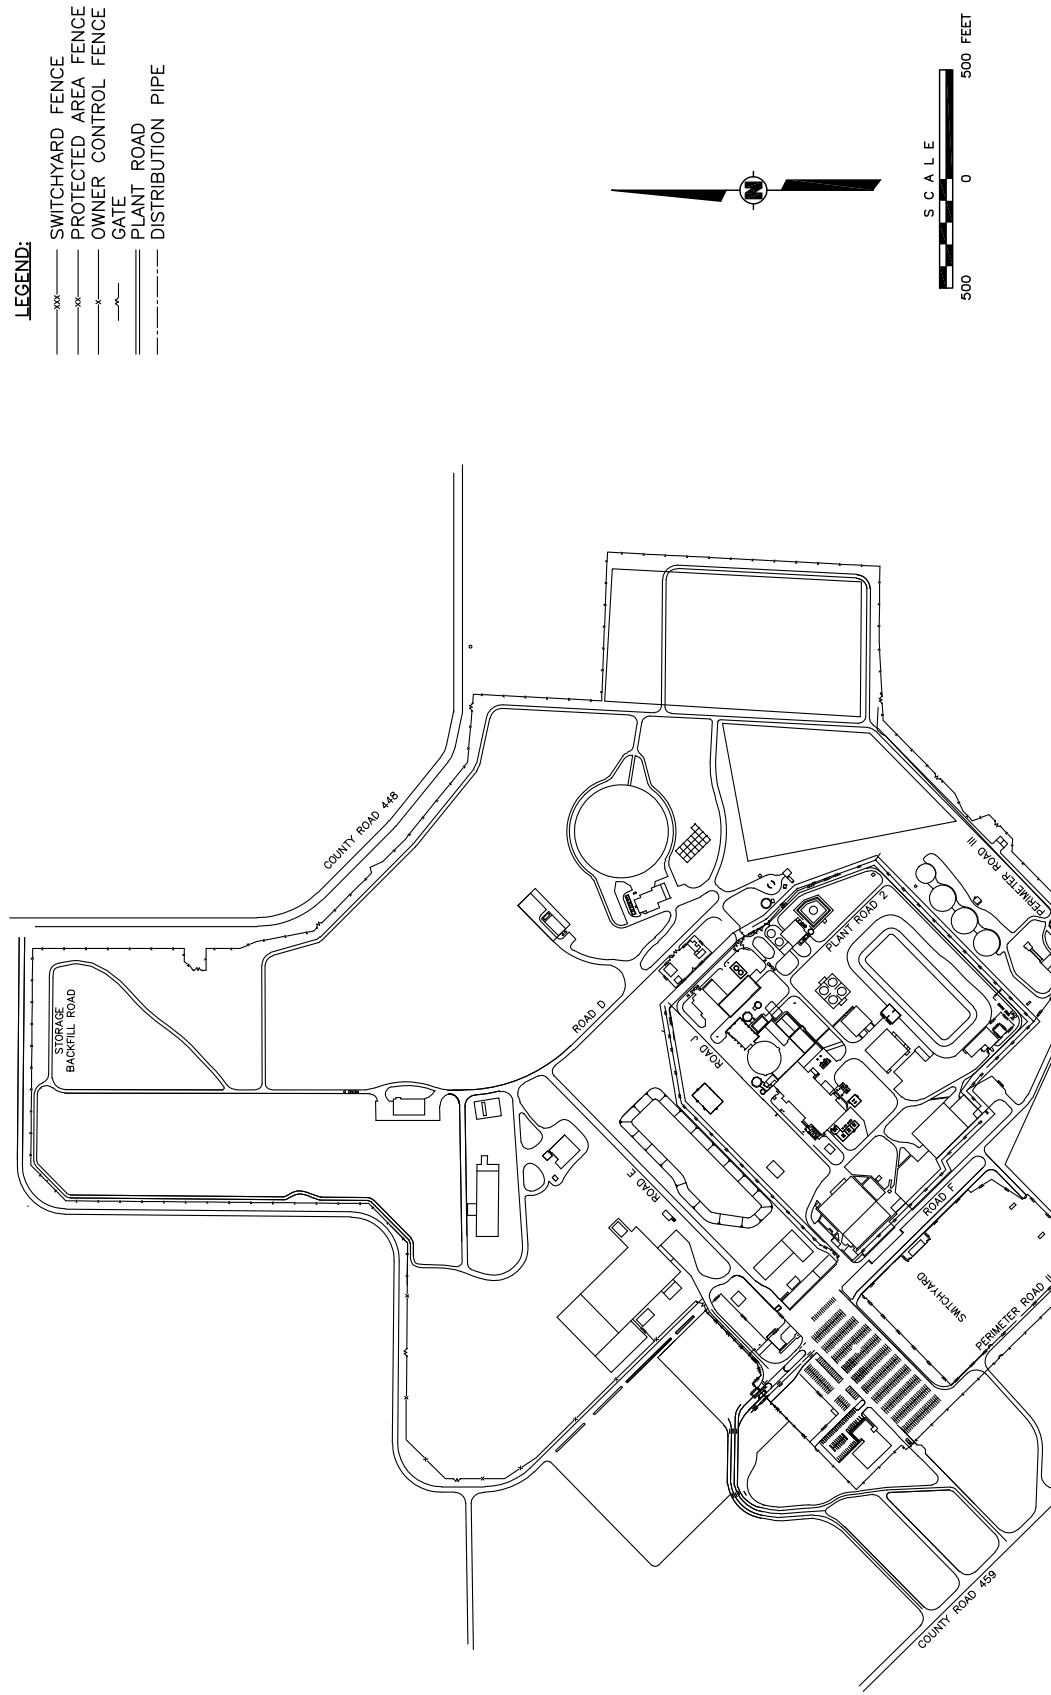 LEGEND:
XXX SWITCHYARD FENCE
XX PROTECTED AREA FENCE
X OWNER CONTROL FENCE
GATE
PLANT ROAD
DISTRIBUTION PIPE
N
SCALE
500 0 500 FEET
COUNTY ROAD 448
STORAGE
BACKFILL ROAD
ROAD D
PERIMETER ROAD III
PLANT ROAD 2
ROAD J
ROAD E
ROAD F
SWITCHYARD
PERIMETER ROAD II
COUNTY ROAD 459